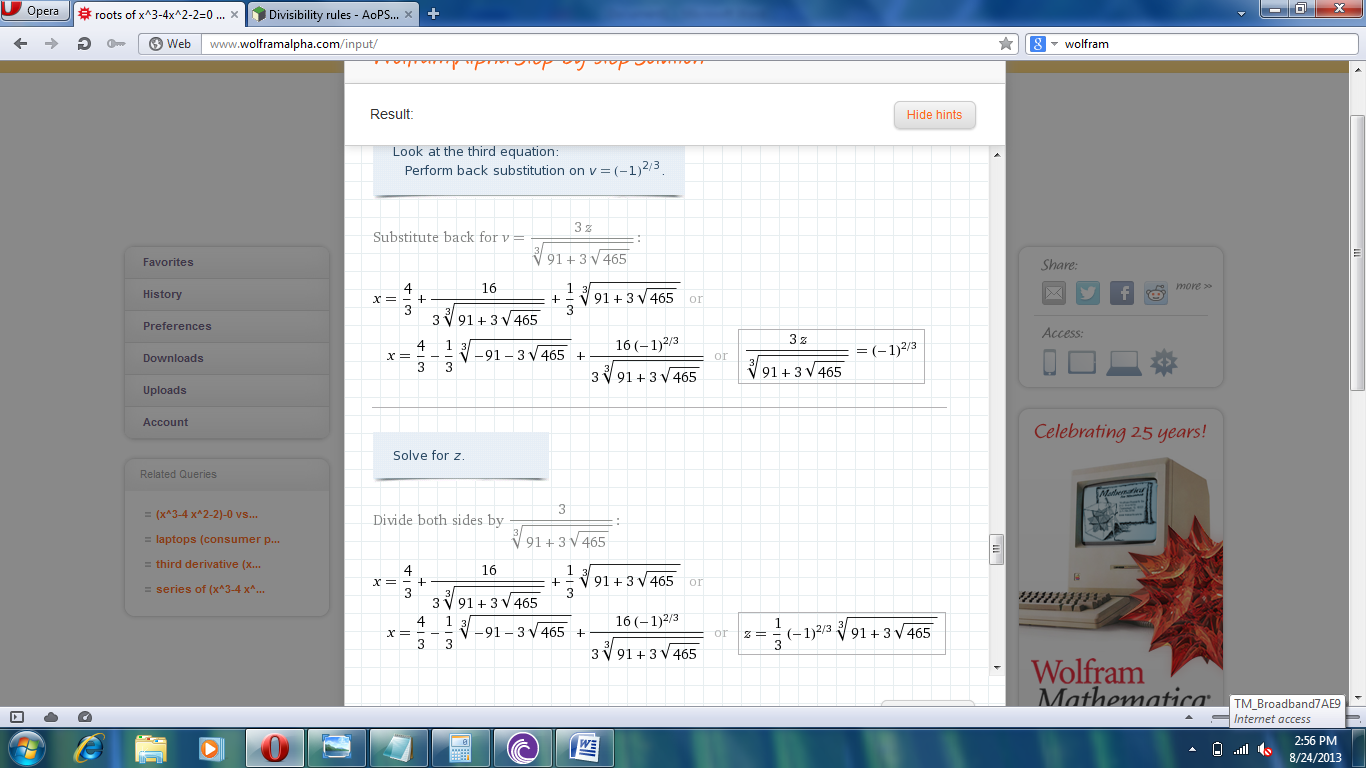 Opera
roots of x^3-4x^2-2=0 ...
Divisibility rules - AoPS...
Web
www.wolframalpha.com/input/
wolfram
WolframAlpha Step-by-step Solution
Result:
Hide hints
Look at the third equation:
Perform back substitution on v = (−1)^{2/3}.
Substitute back for v = 3 z / ∛(91 + 3 √465) :
x = 4/3 + 16 / (3 ∛(91 + 3 √465)) + 1/3 ∛(91 + 3 √465) or
x = 4/3 − 1/3 ∛(−91 − 3 √465) + 16 (−1)^{2/3} / (3 ∛(91 + 3 √465)) or 3 z / ∛(91 + 3 √465) = (−1)^{2/3}
Solve for z.
Divide both sides by 3 / ∛(91 + 3 √465) :
x = 4/3 + 16 / (3 ∛(91 + 3 √465)) + 1/3 ∛(91 + 3 √465) or
x = 4/3 − 1/3 ∛(−91 − 3 √465) + 16 (−1)^{2/3} / (3 ∛(91 + 3 √465)) or z = 1/3 (−1)^{2/3} ∛(91 + 3 √465)
Favorites
History
Preferences
Downloads
Uploads
Account
Related Queries
= (x^3-4 x^2-2)-0 vs...
= laptops (consumer p...
= third derivative (x...
= series of (x^3-4 x^...
Share:
more »
Access:
Celebrating 25 years!
Mathematica
Wolfram
Mathematica
TM_Broadband7AE9
Internet access
2:56 PM
8/24/2013